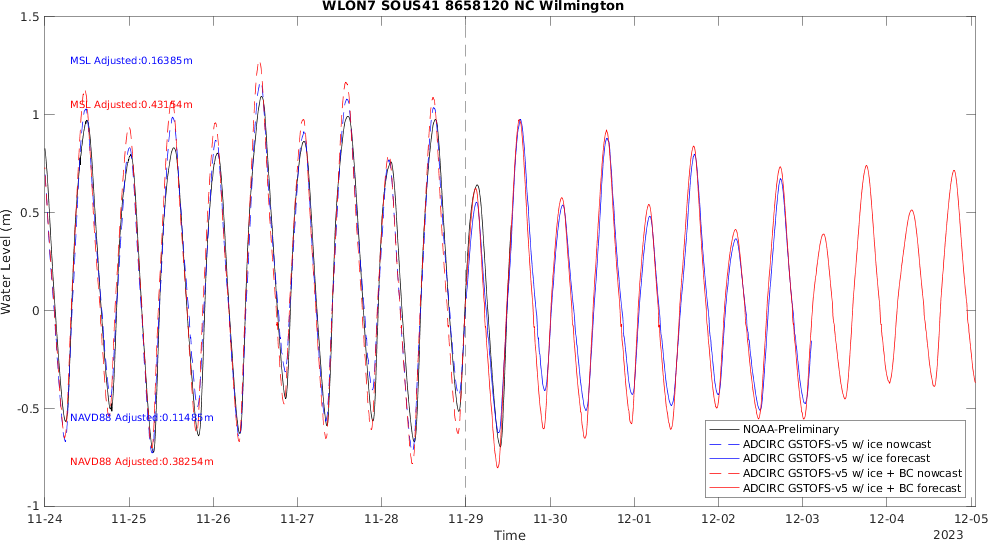 WLON7 SOUS41 8658120 NC Wilmington
1.5
MSL Adjusted:0.16385m
MSL Adjusted:0.43154m
1
0.5
Water Level (m)
0
-0.5
NAVD88 Adjusted:0.11485m
NAVD88 Adjusted:0.38254m
NOAA-Preliminary
ADCIRC GSTOFS-v5 w/ ice nowcast
ADCIRC GSTOFS-v5 w/ ice forecast
ADCIRC GSTOFS-v5 w/ ice + BC nowcast
ADCIRC GSTOFS-v5 w/ ice + BC forecast
-1
11-24 11-25 11-26 11-27 11-28 11-29 11-30 12-01 12-02 12-03 12-04 12-05
Time
2023